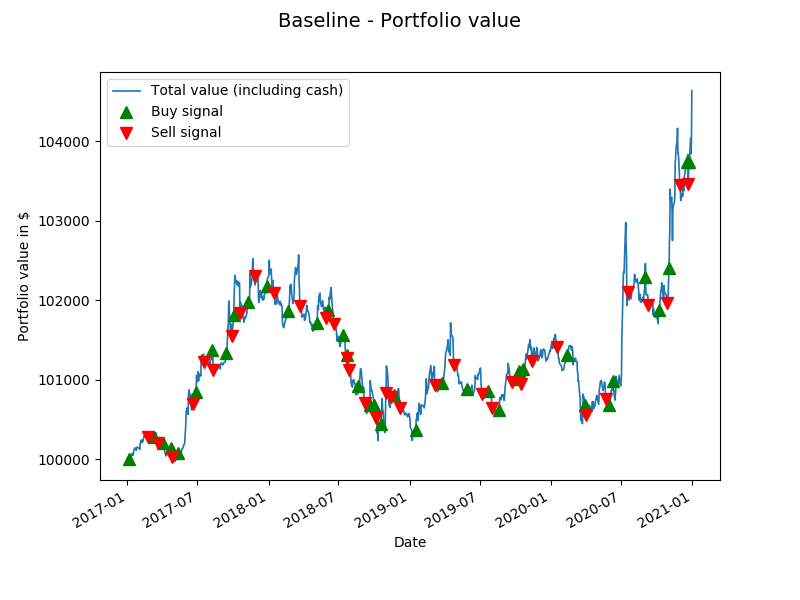 Baseline - Portfolio value
Total value (including cash)
Buy signal
Sell signal
Portfolio value in $
104000
103000
102000
101000
100000
2017-01
2017-07
2018-01
2018-07
2019-01
2019-07
2020-01
2020-07
2021-01
Date